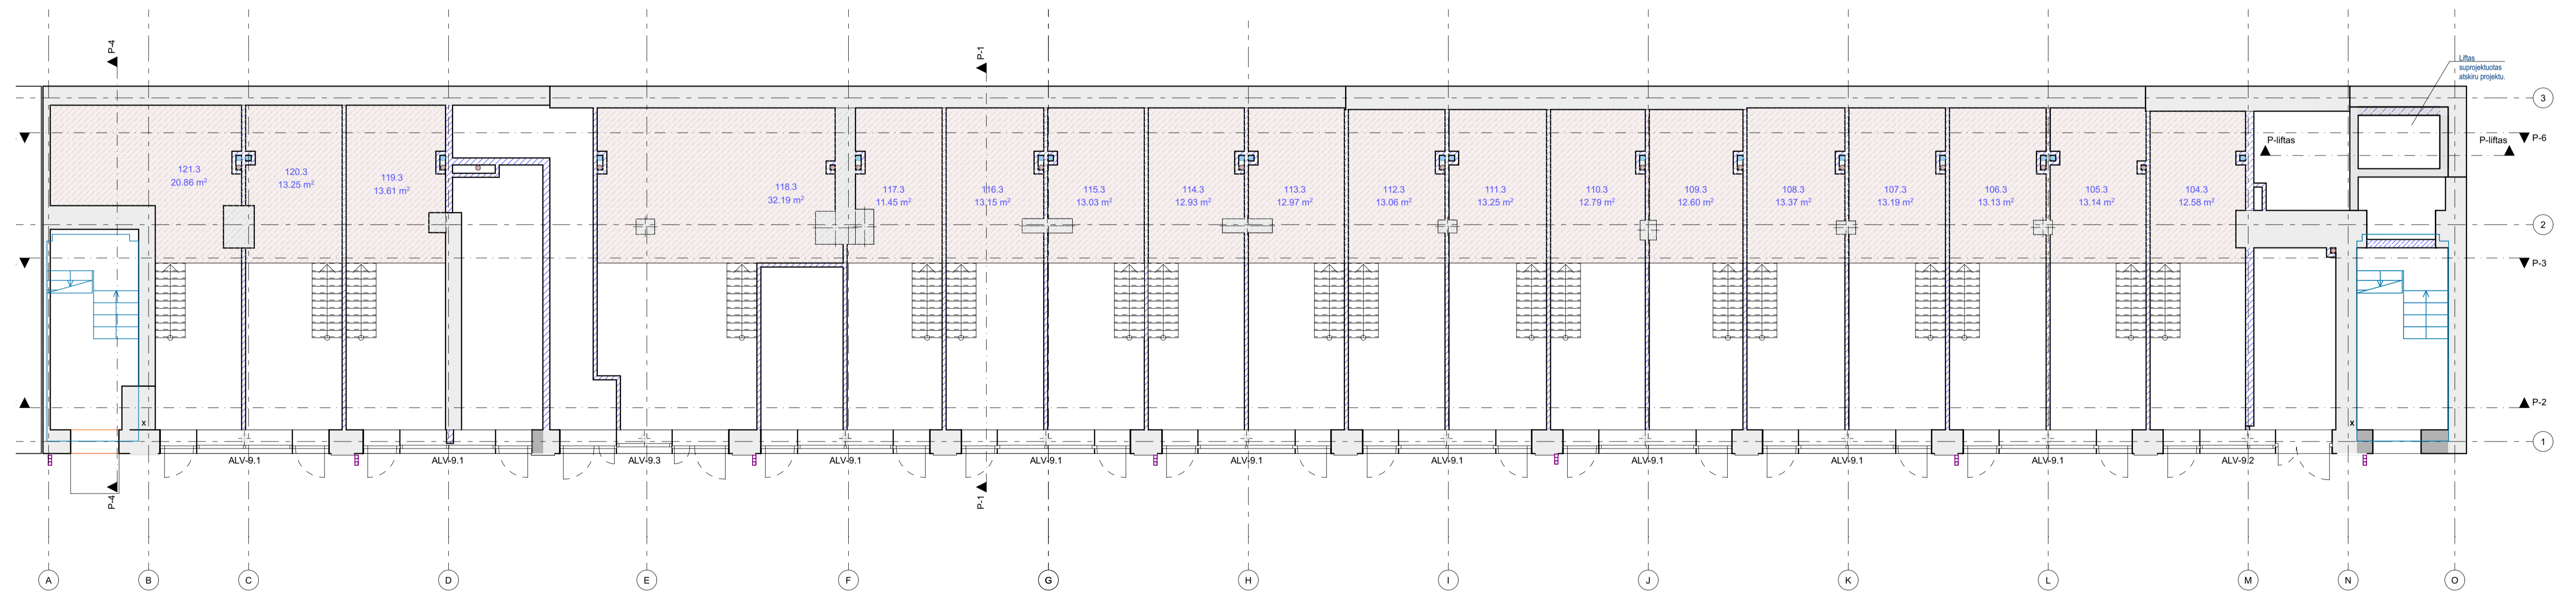 P-4
P-1
Liftas
suprojektuotas
atskiru projektu.
3
P-6
P-liftas
P-liftas
121.3
20.86 m²
120.3
13.25 m²
119.3
13.61 m²
118.3
32.19 m²
117.3
11.45 m²
116.3
13.15 m²
115.3
13.03 m²
114.3
12.93 m²
113.3
12.97 m²
112.3
13.06 m²
111.3
13.25 m²
110.3
12.79 m²
109.3
12.60 m²
108.3
13.37 m²
107.3
13.19 m²
106.3
13.13 m²
105.3
13.14 m²
104.3
12.58 m²
2
P-3
P-2
x
x
1
ALV-9.1
ALV-9.1
ALV-9.3
ALV-9.1
ALV-9.1
ALV-9.1
ALV-9.1
ALV-9.1
ALV-9.1
ALV-9.1
ALV-9.2
P-4
P-1
A
B
C
D
E
F
G
H
I
J
K
L
M
N
O